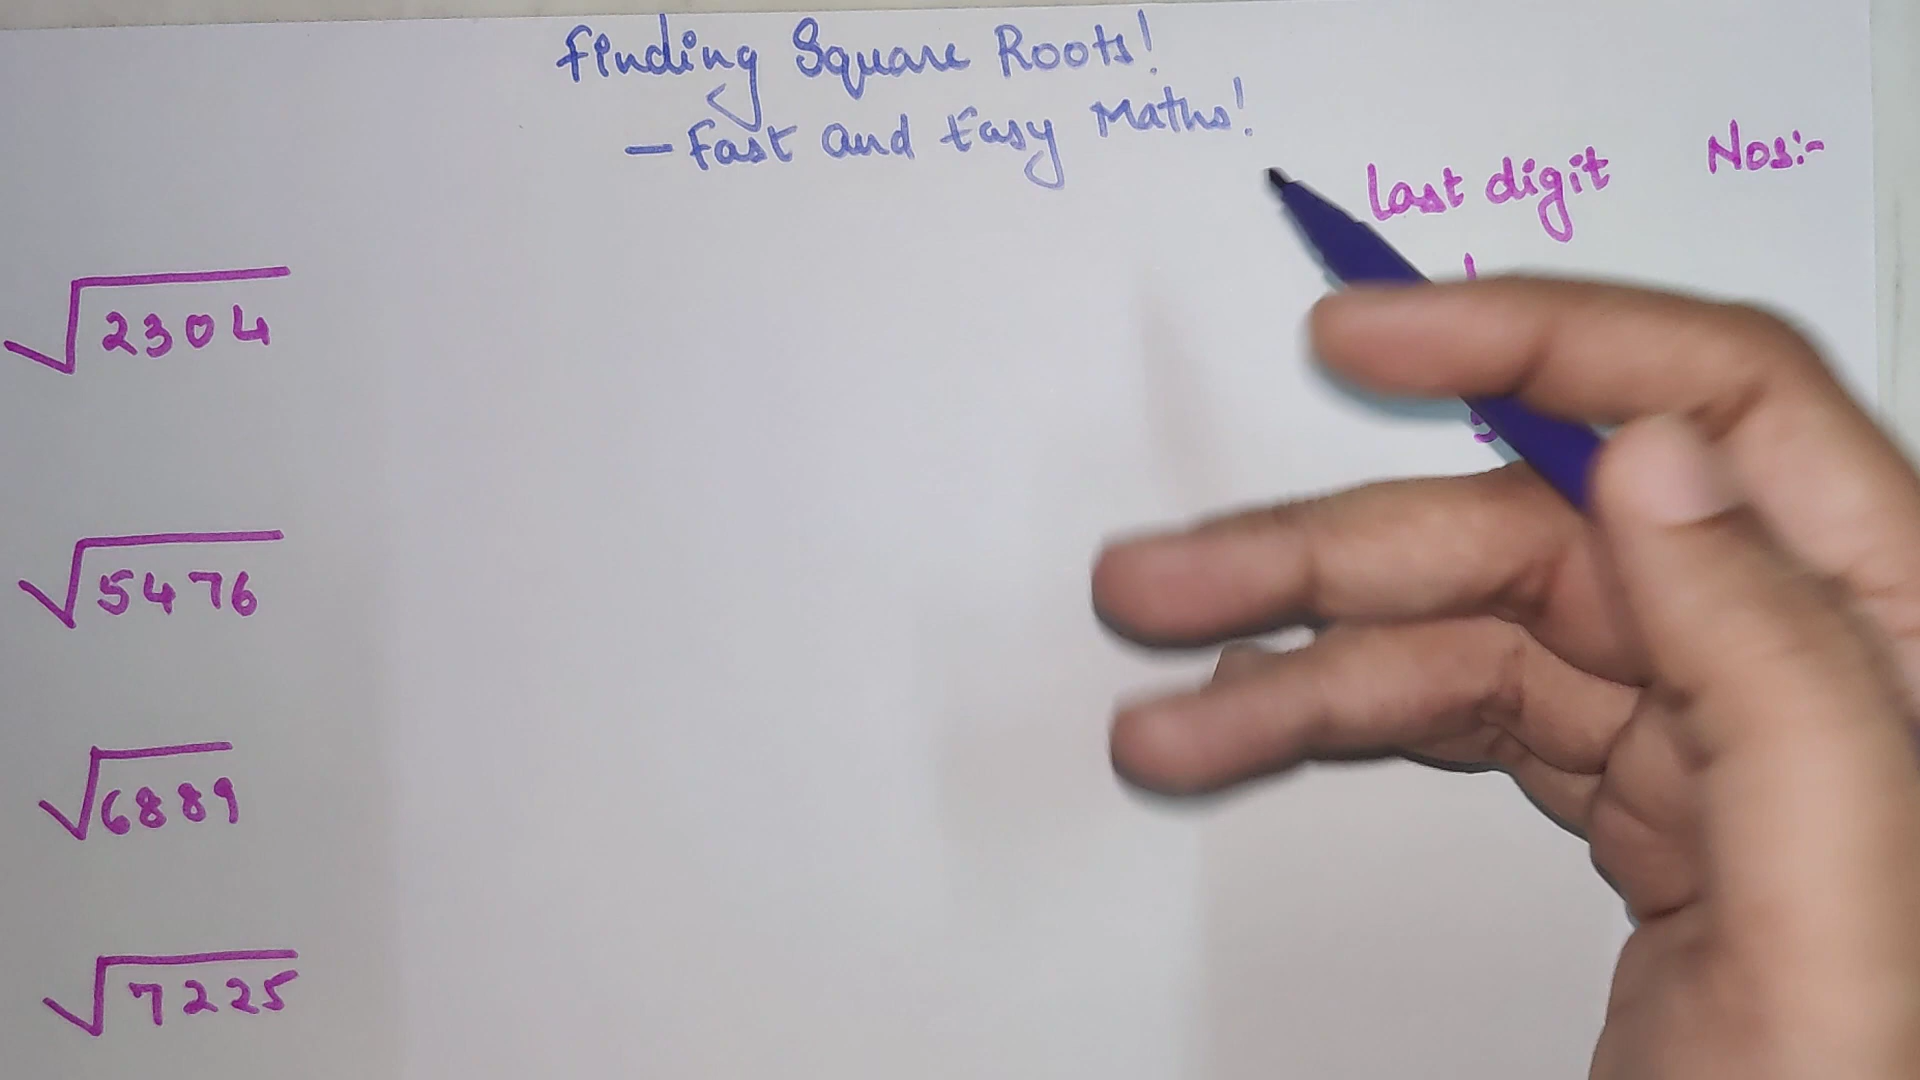 Finding Square Roots!
- Fast and Easy Maths!
Last digit Nos:-
√2304
√5476
√6889
√7225